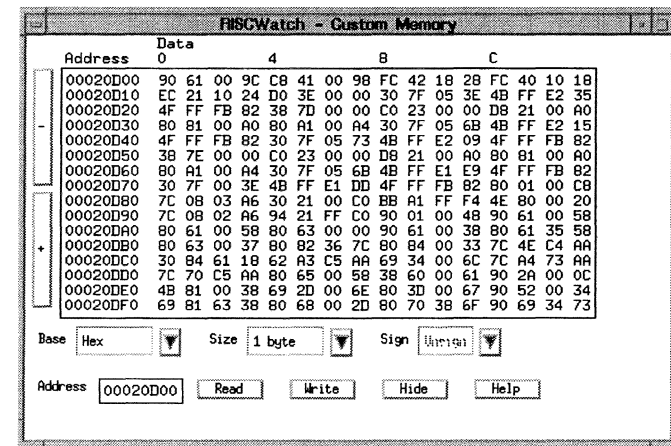 RISCWatch - Custom Memory
Data
Address 0 4 8 C
00020D00 90 61 00 9C C8 41 00 98 FC 42 18 28 FC 40 10 18
00020D10 EC 21 10 24 D0 3E 00 00 30 7F 05 3E 4B FF E2 35
00020D20 4F FF FB 82 38 7D 00 00 C0 23 00 00 D8 21 00 A0
00020D30 80 81 00 A0 80 A1 00 A4 30 7F 05 6B 4B FF E2 15
00020D40 4F FF FB 82 30 7F 05 73 4B FF E2 09 4F FF FB 82
00020D50 38 7E 00 00 C0 23 00 00 D8 21 00 A0 80 81 00 A0
00020D60 80 A1 00 A4 30 7F 05 6B 4B FF E1 E9 4F FF FB 82
00020D70 30 7F 00 3E 4B FF E1 DD 4F FF FB 82 80 01 00 C8
00020D80 7C 08 03 A6 30 21 00 C0 BB A1 FF F4 4E 80 00 20
00020D90 7C 08 02 A6 94 21 FF C0 90 01 00 48 90 61 00 58
00020DA0 80 61 00 58 80 63 00 00 90 61 00 38 80 61 35 58
00020DB0 80 63 00 37 80 82 36 7C 80 84 00 33 7C 4E C4 AA
00020DC0 30 84 61 18 62 A3 C5 AA 69 34 00 6C 7C A4 73 AA
00020DD0 7C 70 C5 AA 80 65 00 58 38 60 00 61 90 2A 00 0C
00020DE0 4B 81 00 38 69 2D 00 6E 80 3D 00 67 90 52 00 34
00020DF0 69 81 63 38 80 68 00 2D 80 70 38 6F 90 69 34 73
- +
Base Hex Size 1 byte Sign Unsign
Address 00020D00 Read Write Hide Help